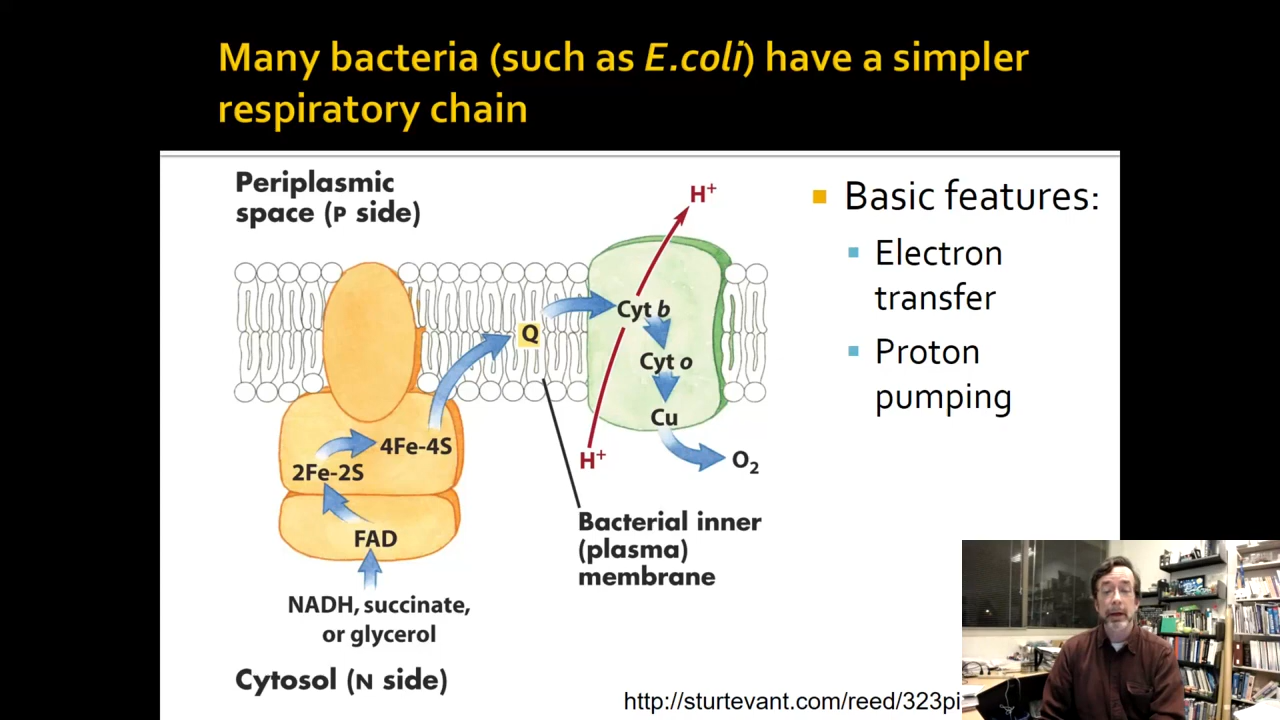 Many bacteria (such as E.coli) have a simpler
respiratory chain
Periplasmic
space (P side)
H⁺
Cyt b
Q
Cyt o
Cu
4Fe-4S
2Fe-2S
H⁺
O₂
FAD
Bacterial inner
(plasma)
membrane
NADH, succinate,
or glycerol
Cytosol (N side)
Basic features:
Electron
transfer
Proton
pumping
http://sturtevant.com/reed/323pi